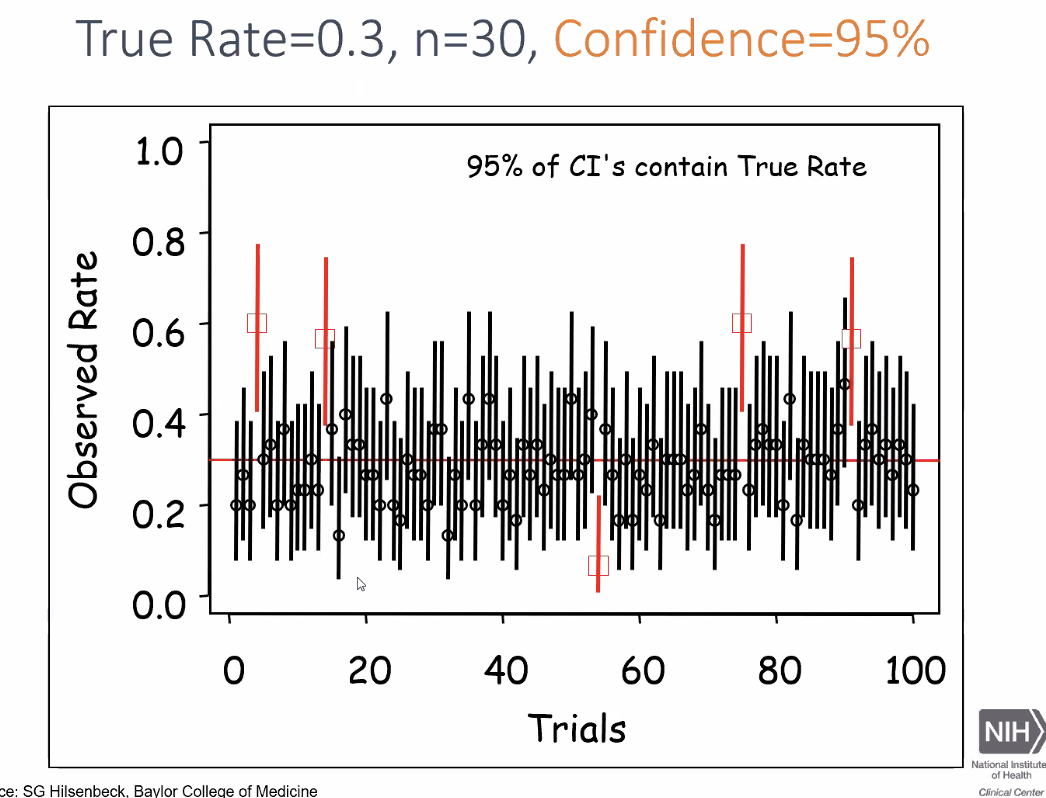 True Rate=0.3, n=30, Confidence=95%
95% of CI's contain True Rate
1.0
0.8
0.6
0.4
0.2
0.0
Observed Rate
0 20 40 60 80 100
Trials
NIH
National Institute
of Health
Clinical Center
ce: SG Hilsenbeck, Baylor College of Medicine